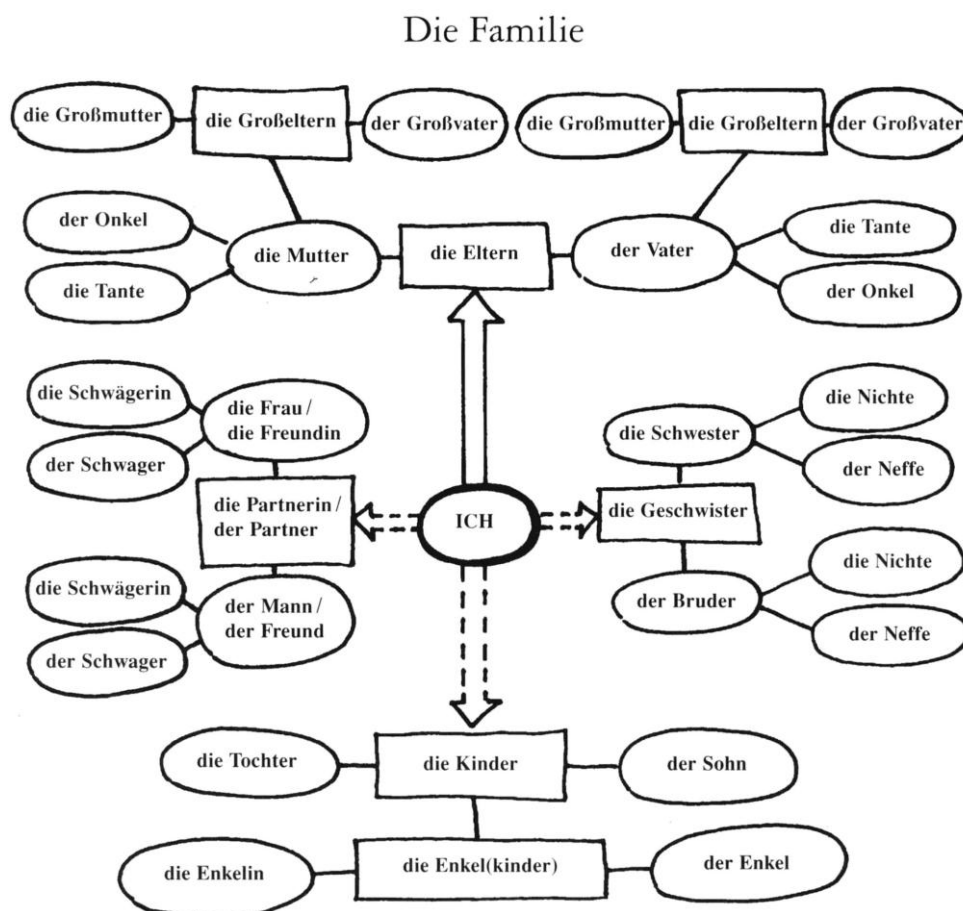 Die Familie
die Großmutter
die Großeltern
der Großvater
die Großmutter
die Großeltern
der Großvater
der Onkel
die Tante
die Mutter
die Eltern
der Vater
die Tante
der Onkel
die Schwägerin
der Schwager
die Frau /
die Freundin
die Partnerin /
der Partner
die Schwägerin
der Schwager
der Mann /
der Freund
ICH
die Schwester
die Nichte
der Neffe
die Geschwister
der Bruder
die Nichte
der Neffe
die Tochter
die Kinder
der Sohn
die Enkelin
die Enkel(kinder)
der Enkel